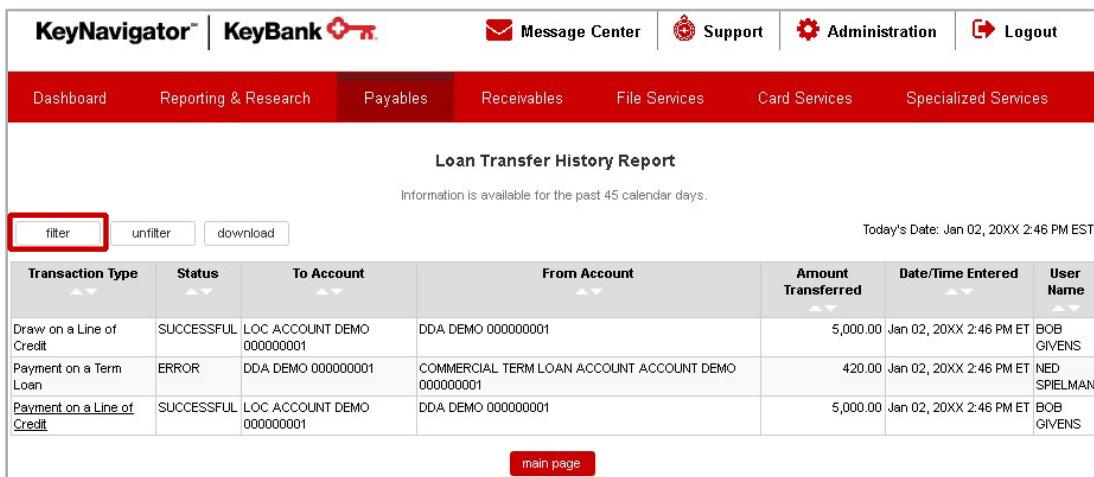 KeyNavigator℠ KeyBank Message Center Support Administration Logout
Dashboard Reporting & Research Payables Receivables File Services Card Services Specialized Services
Loan Transfer History Report
Information is available for the past 45 calendar days.
filter unfilter download Today's Date: Jan 02, 20XX 2:46 PM EST
Transaction Type Status To Account From Account Amount Date/Time Entered User
Transferred Name
Draw on a Line of SUCCESSFUL LOC ACCOUNT DEMO DDA DEMO 000000001 5,000.00 Jan 02, 20XX 2:46 PM ET BOB
Credit 000000001 GIVENS
Payment on a Term ERROR DDA DEMO 000000001 COMMERCIAL TERM LOAN ACCOUNT ACCOUNT DEMO 420.00 Jan 02, 20XX 2:46 PM ET NED
Loan 000000001 SPIELMAN
Payment on a Line of SUCCESSFUL LOC ACCOUNT DEMO DDA DEMO 000000001 5,000.00 Jan 02, 20XX 2:46 PM ET BOB
Credit 000000001 GIVENS
main page